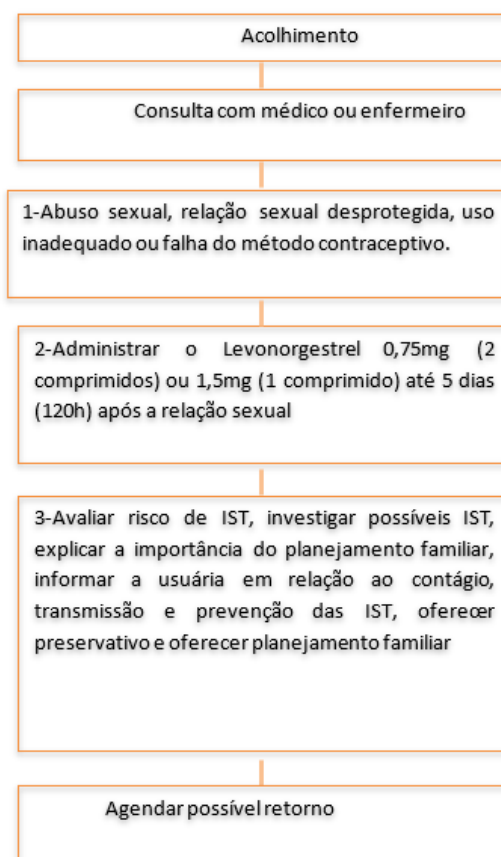 Acolhimento
Consulta com médico ou enfermeiro
1-Abuso sexual, relação sexual desprotegida, uso
inadequado ou falha do método contraceptivo.
2-Administrar o Levonorgestrel 0,75mg (2
comprimidos) ou 1,5mg (1 comprimido) até 5 dias
(120h) após a relação sexual
3-Avaliar risco de IST, investigar possíveis IST,
explicar a importância do planejamento familiar,
informar a usuária em relação ao contágio,
transmissão e prevenção das IST, oferecer
preservativo e oferecer planejamento familiar
Agendar possível retorno